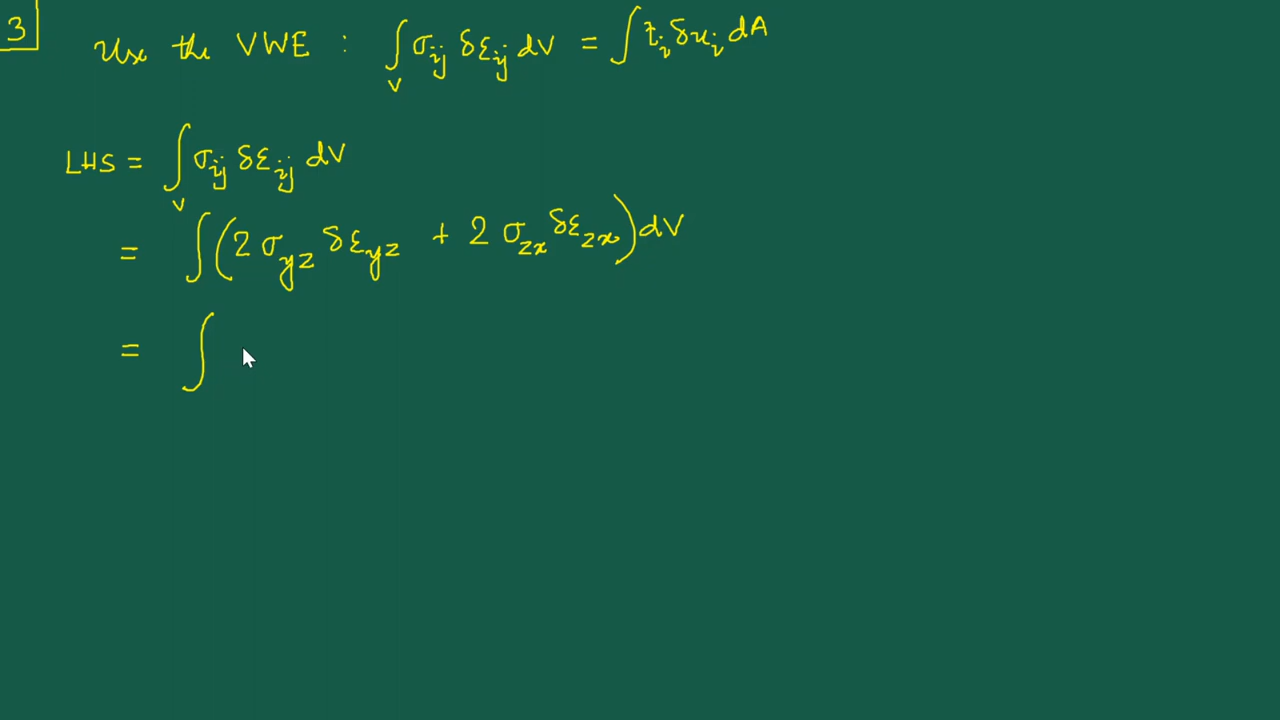 3
Use the VWE : ∫_V σ_ij δε_ij dV = ∫ t_i δu_i dA
LHS = ∫_V σ_ij δε_ij dV
= ∫ (2 σ_yz δε_yz + 2 σ_zx δε_zx) dV
= ∫